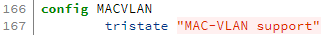 166 config MACVLAN
167 tristate "MAC-VLAN support"